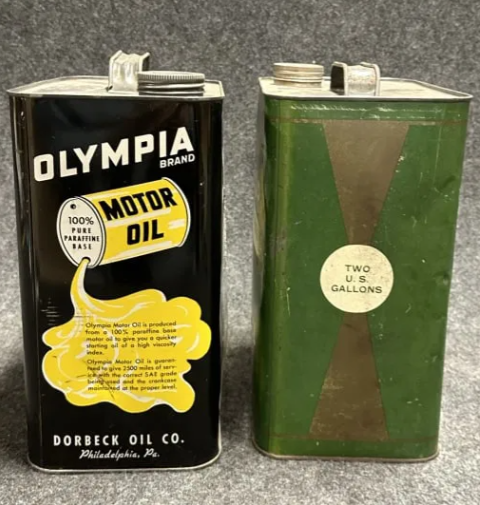 OLYMPIA
BRAND
MOTOR
OIL
100%
PURE
PARAFFINE
BASE
Olympia Motor Oil is produced
from a 100% paraffine base
motor oil to give you a quicker
starting oil of a high viscosity
index.
Olympia Motor Oil is guaran-
teed to give 2500 miles of serv-
ice with the correct SAE grade
being used and the crankcase
maintained at the proper level.
DORBECK OIL CO.
Philadelphia, Pa.
TWO
U. S.
GALLONS